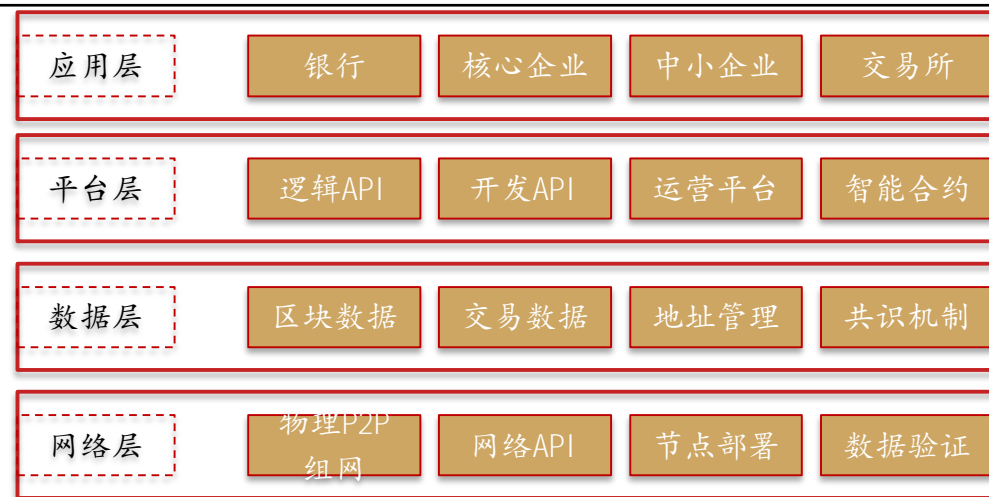 应用层 银行 核心企业 中小企业 交易所
平台层 逻辑API 开发API 运营平台 智能合约
数据层 区块数据 交易数据 地址管理 共识机制
网络层 物理P2P组网 网络API 节点部署 数据验证